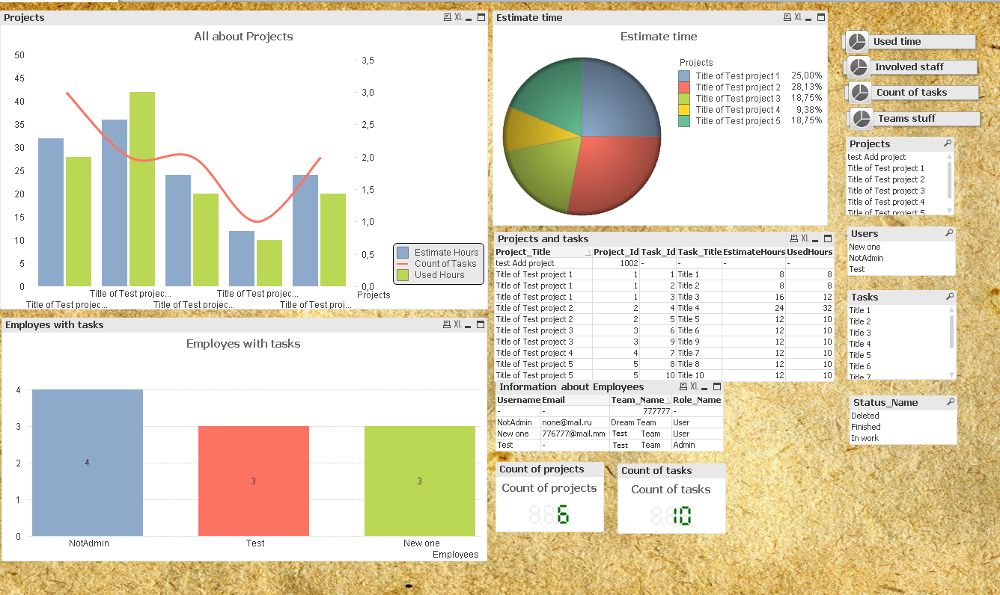 Projects
XL
All about Projects
50
45
40
35
30
25
20
15
10
5
0
3,5
3,0
2,0
1,5
1,0
0,5
0,0
Estimate Hours
Count of Tasks
Used Hours
Title of Test projec... Title of Test projec... Projects
Title of Test projec... Title of Test projec... Title of Test proj...
Employes with tasks
XL
Employes with tasks
4
3
2
1
0
4
3
3
NotAdmin Test New one
Employees
Estimate time
XL
Estimate time
Projects
Title of Test project 1 25,00%
Title of Test project 2 28,13%
Title of Test project 3 18,75%
Title of Test project 4 9,38%
Title of Test project 5 18,75%
Projects and tasks
XL
Project_Title Project_Id Task_Id Task_Title EstimateHours UsedHours
test Add project 1002 - - - -
Title of Test project 1 1 1 Title 1 8 8
Title of Test project 1 1 2 Title 2 8 8
Title of Test project 1 1 3 Title 3 16 12
Title of Test project 2 2 4 Title 4 24 32
Title of Test project 2 2 5 Title 5 12 10
Title of Test project 3 3 6 Title 6 12 10
Title of Test project 3 3 9 Title 9 12 10
Title of Test project 4 4 7 Title 7 12 10
Title of Test project 5 5 8 Title 8 12 10
Title of Test project 5 5 10 Title 10 12 10
Information about Employees
XL
Username Email Team_Name Role_Name
- - 777777 -
NotAdmin none@mail.ru Dream Team User
New one 776777@mail.mm Test Team User
Test - Test Team Admin
Count of projects
Count of projects
6
Count of tasks
Count of tasks
10
Used time
Involved staff
Count of tasks
Teams stuff
Projects
test Add project
Title of Test project 1
Title of Test project 2
Title of Test project 3
Title of Test project 4
Title of Test project 5
Users
New one
NotAdmin
Test
Tasks
Title 1
Title 2
Title 3
Title 4
Title 5
Title 6
Title 7
Status_Name
Deleted
Finished
In work